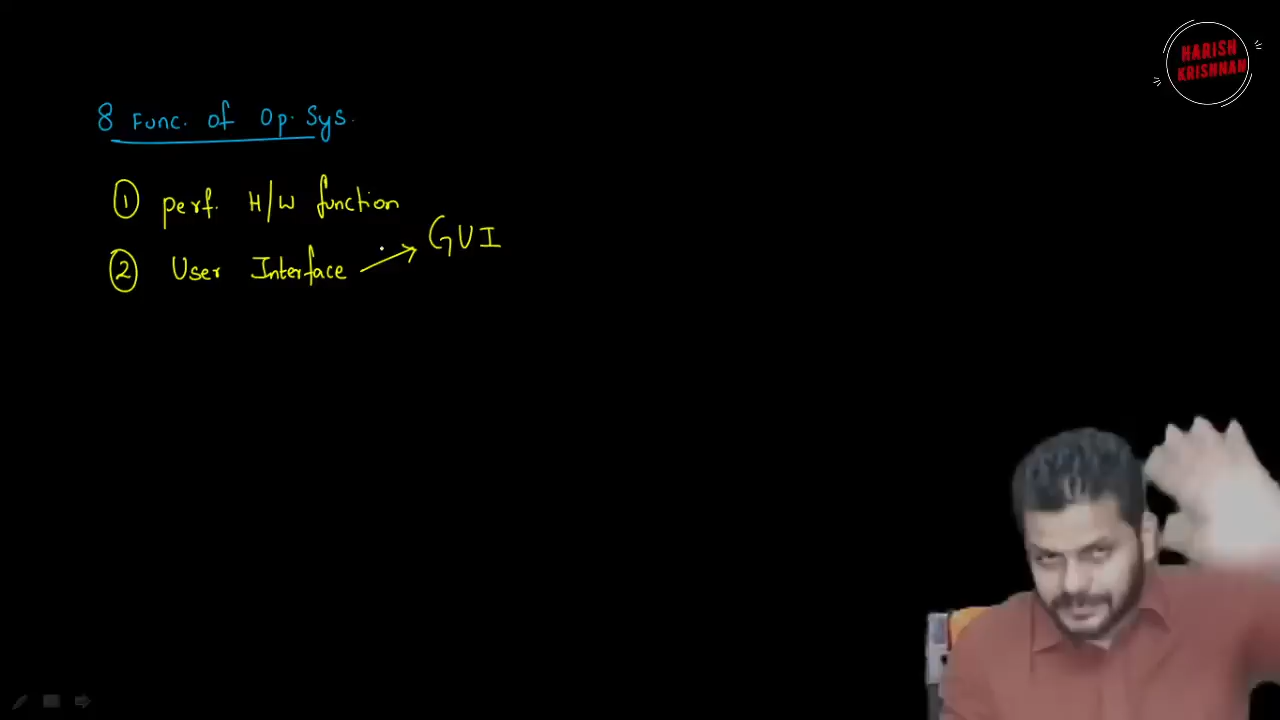 HARISH
KRISHNAN
8 Func. of Op. Sys.
① perf. H/W function
② User Interface → GUI